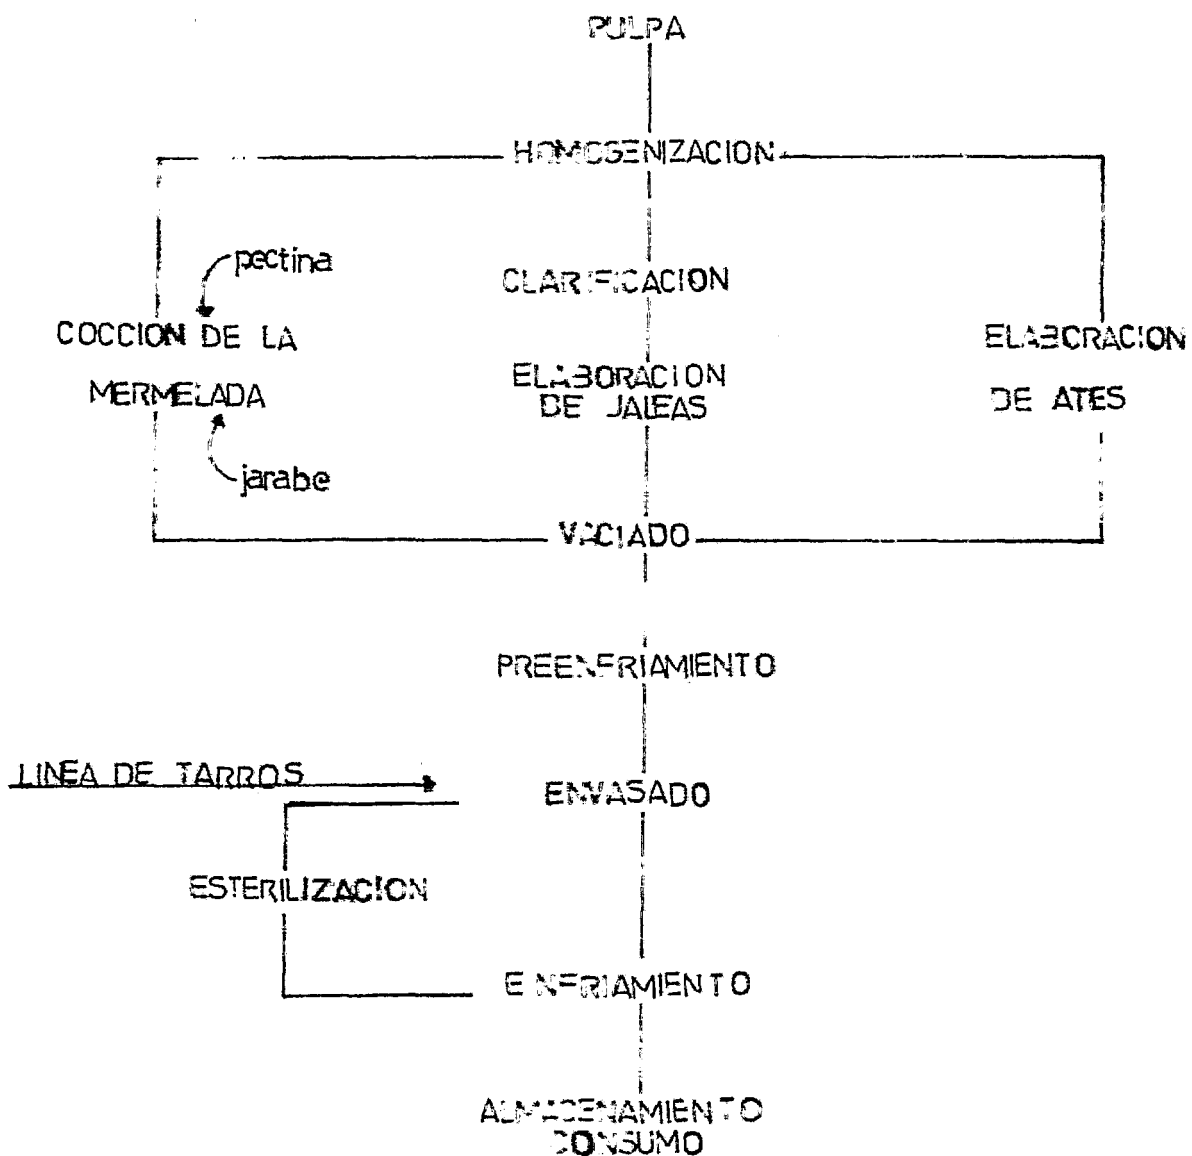 PULPA
HOMOGENIZACION
pectina
CLARIFICACION
COCCION DE LA
MERMELADA
ELABORACION
DE JALEAS
ELABORACION
DE ATES
jarabe
VACIADO
PREENFRIAMIENTO
LINEA DE TARROS
ENVASADO
ESTERILIZACION
ENFRIAMIENTO
ALMACENAMIENTO
CONSUMO